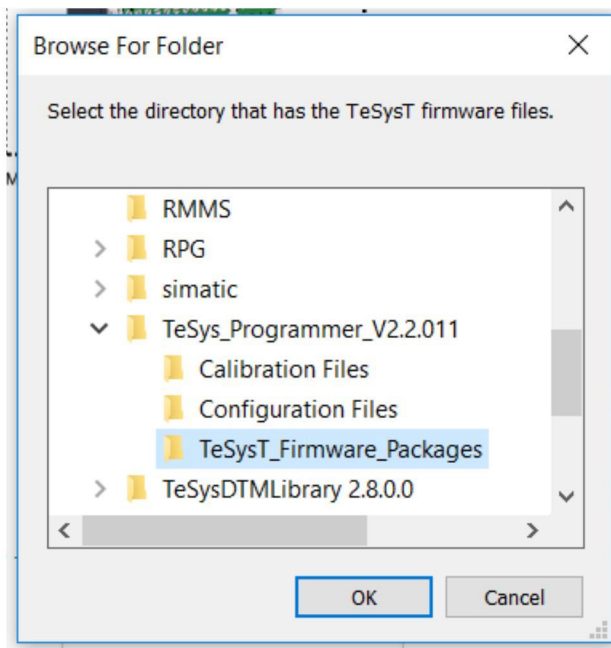 Browse For Folder
Select the directory that has the TeSysT firmware files.
M
RMMS
RPG
simatic
TeSys_Programmer_V2.2.011
Calibration Files
Configuration Files
TeSysT_Firmware_Packages
TeSysDTMLibrary 2.8.0.0
OK Cancel